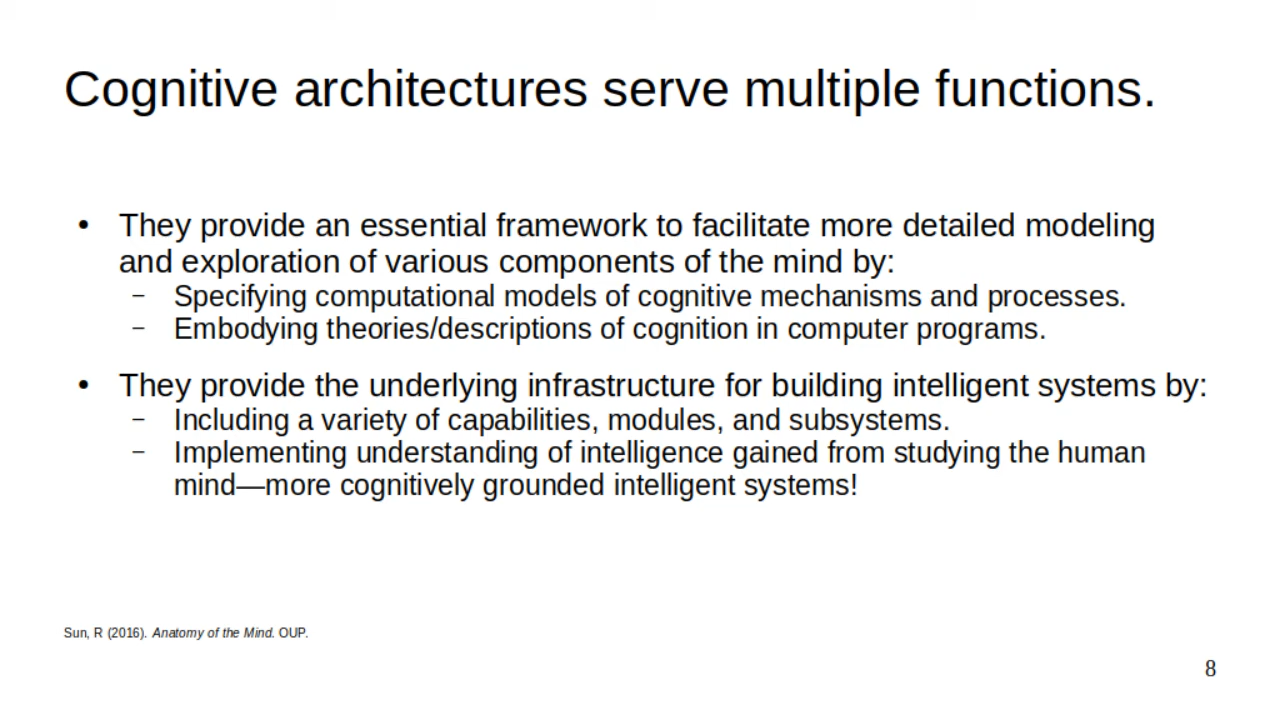 Cognitive architectures serve multiple functions.
• They provide an essential framework to facilitate more detailed modeling
and exploration of various components of the mind by:
– Specifying computational models of cognitive mechanisms and processes.
– Embodying theories/descriptions of cognition in computer programs.
• They provide the underlying infrastructure for building intelligent systems by:
– Including a variety of capabilities, modules, and subsystems.
– Implementing understanding of intelligence gained from studying the human
mind—more cognitively grounded intelligent systems!
Sun, R (2016). Anatomy of the Mind. OUP.
8